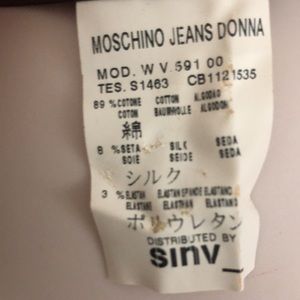 MOSCHINO JEANS DONNA
MOD. W V 591 00
TES. S1463 CB1121535
89 % COTONE COTTON ALGODAO
COTON BAUMWOLLE ALGODON
綿
8 % SETA SILK SEDA
SOIE SEIDE SEDA
シルク
3 % ELASTAN ELASTAN
ELASTANE ELASTHAN ELASTANO
ポリウレタン
DISTRIBUTED BY
SINV